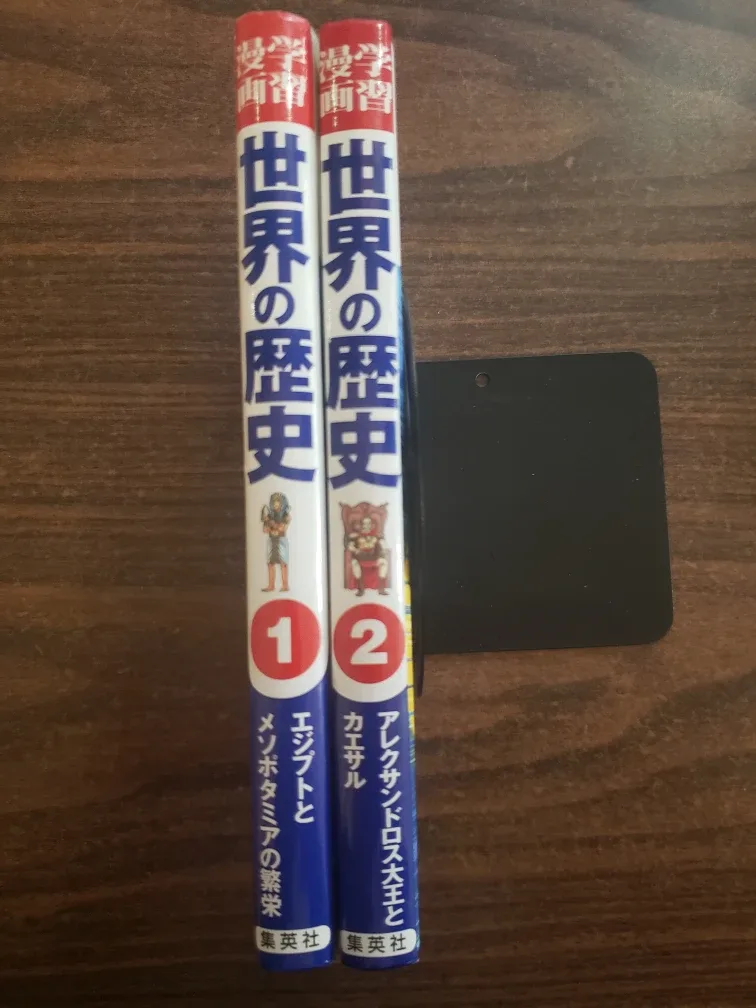 学習
漫画
世界の歴史
1
エジプトと
メソポタミアの繁栄
集英社
学習
漫画
世界の歴史
2
アレクサンドロス大王と
カエサル
集英社